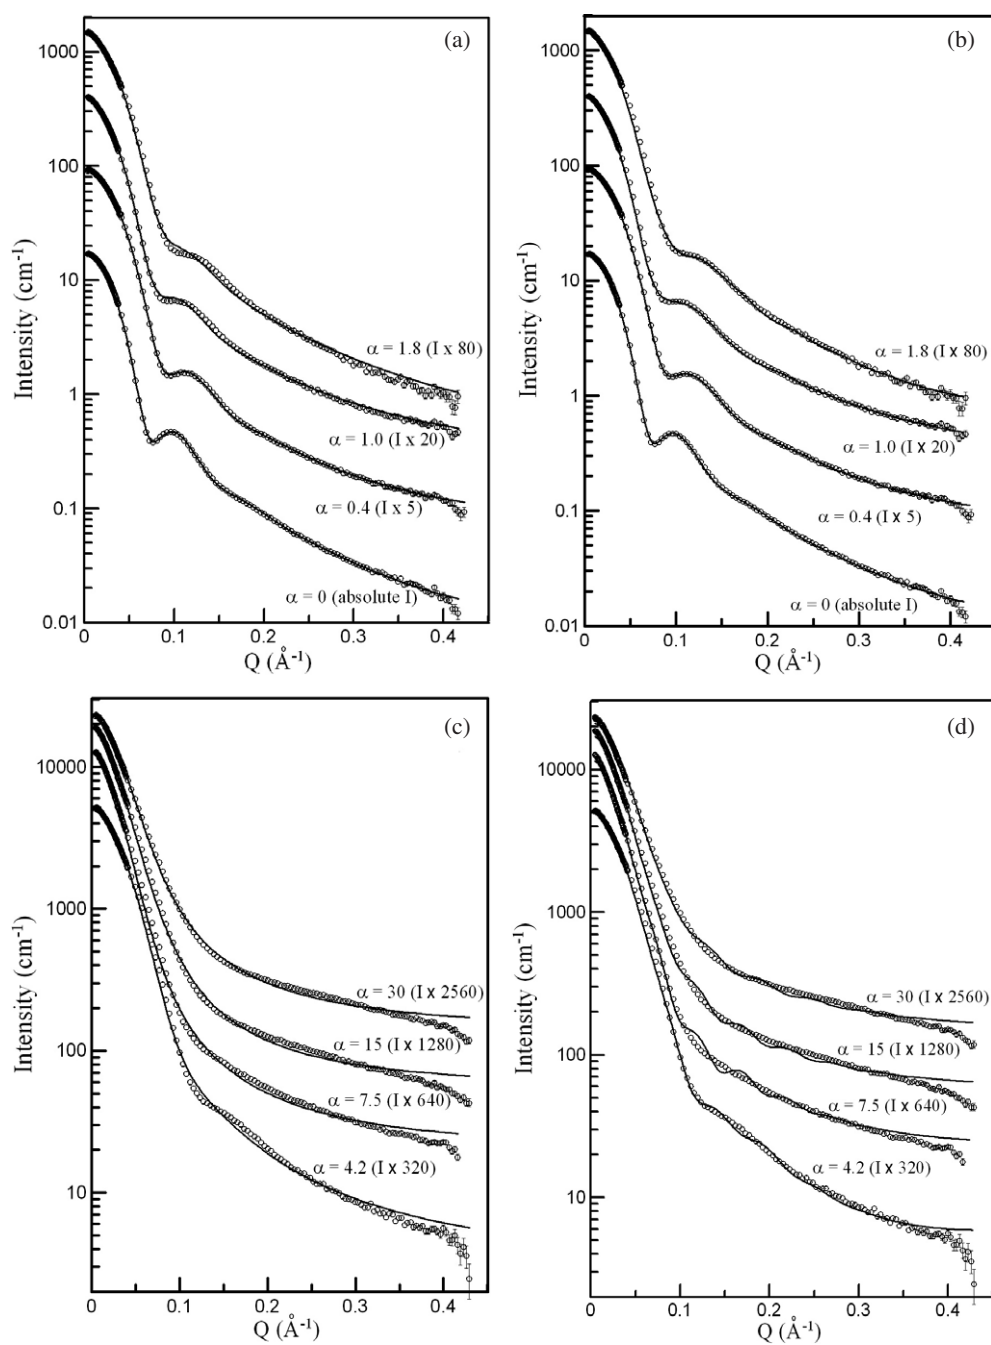 (a)
1000
100
10
1
0.1
0.01
Intensity (cm-1)
α = 1.8 (I x 80)
α = 1.0 (I x 20)
α = 0.4 (I x 5)
α = 0 (absolute I)
0 0.1 0.2 0.3 0.4
Q (Å-1)
(b)
1000
100
10
1
0.1
0.01
Intensity (cm-1)
α = 1.8 (I x 80)
α = 1.0 (I x 20)
α = 0.4 (I x 5)
α = 0 (absolute I)
0 0.1 0.2 0.3 0.4
Q (Å-1)
(c)
10000
1000
100
10
Intensity (cm-1)
α = 30 (I x 2560)
α = 15 (I x 1280)
α = 7.5 (I x 640)
α = 4.2 (I x 320)
0 0.1 0.2 0.3 0.4
Q (Å-1)
(d)
10000
1000
100
10
Intensity (cm-1)
α = 30 (I x 2560)
α = 15 (I x 1280)
α = 7.5 (I x 640)
α = 4.2 (I x 320)
0 0.1 0.2 0.3 0.4
Q (Å-1)